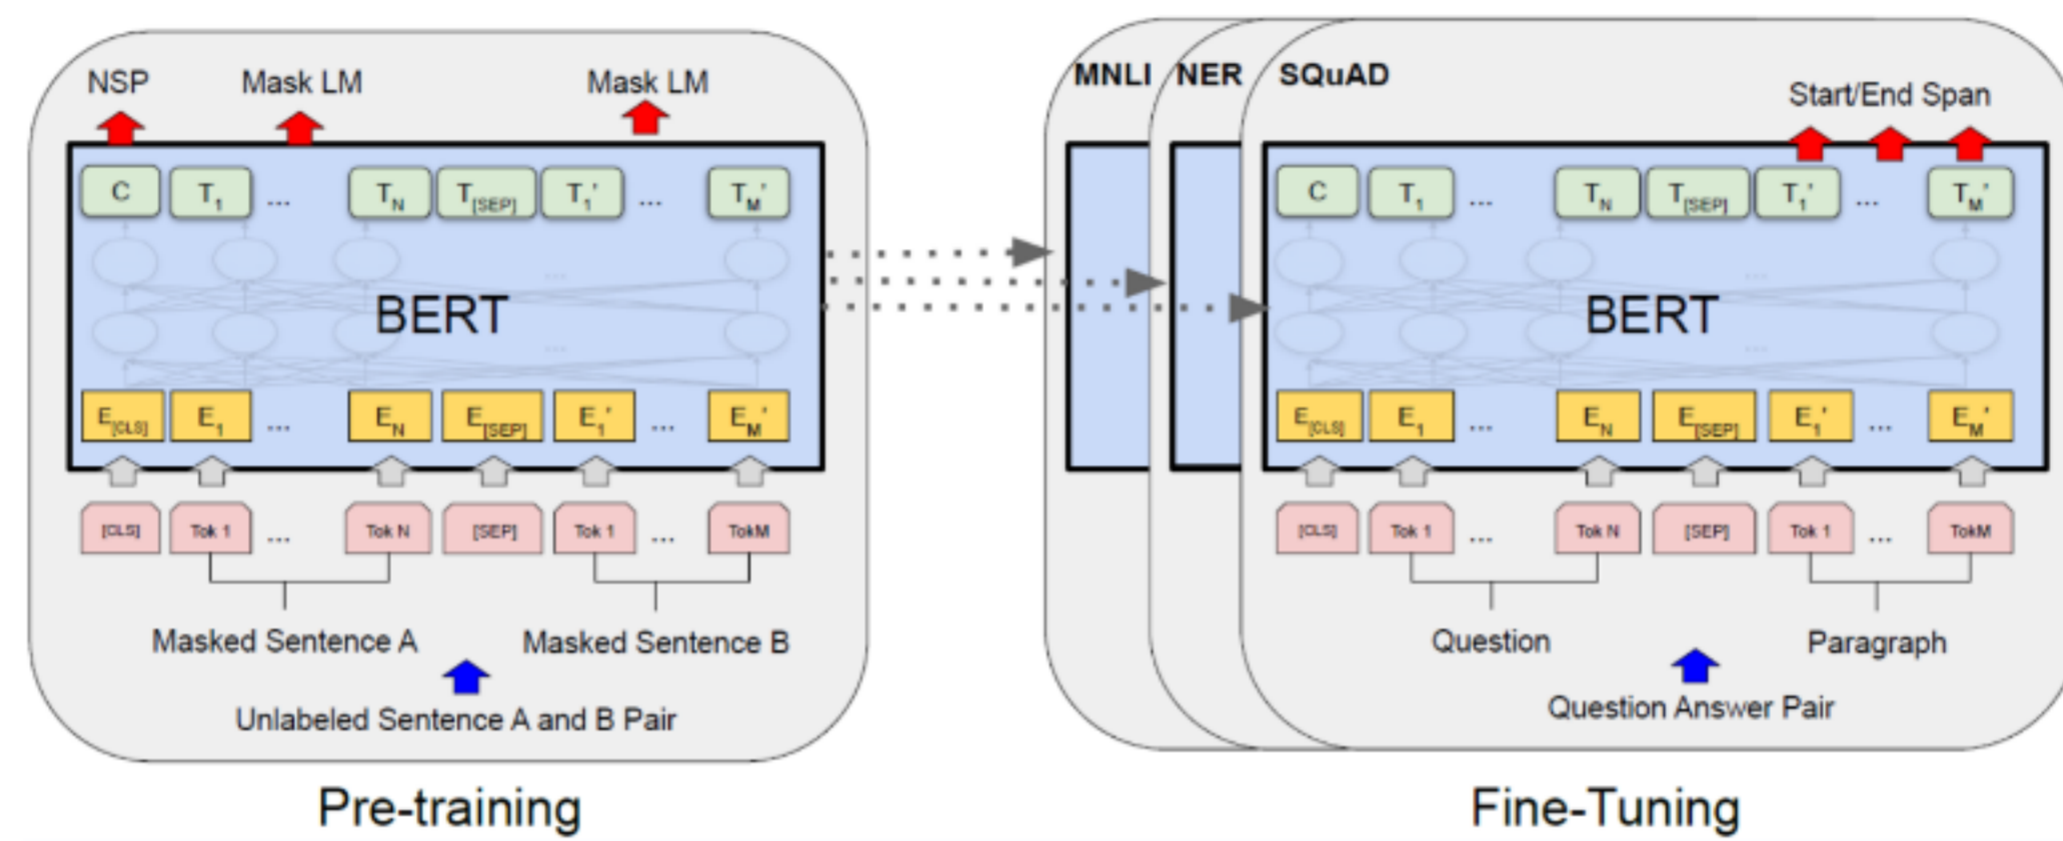 NSP Mask LM Mask LM
C T1 ... TN T[SEP] T1' ... TM'
...
BERT
...
E[CLS] E1 ... EN E[SEP] E1' ... EM'
[CLS] Tok 1 ... Tok N [SEP] Tok 1 ... TokM
Masked Sentence A Masked Sentence B
Unlabeled Sentence A and B Pair
Pre-training
MNLI NER SQuAD
Start/End Span
C T1 ... TN T[SEP] T1' ... TM'
...
BERT
...
E[CLS] E1 ... EN E[SEP] E1' ... EM'
[CLS] Tok 1 ... Tok N [SEP] Tok 1 ... TokM
Question Paragraph
Question Answer Pair
Fine-Tuning